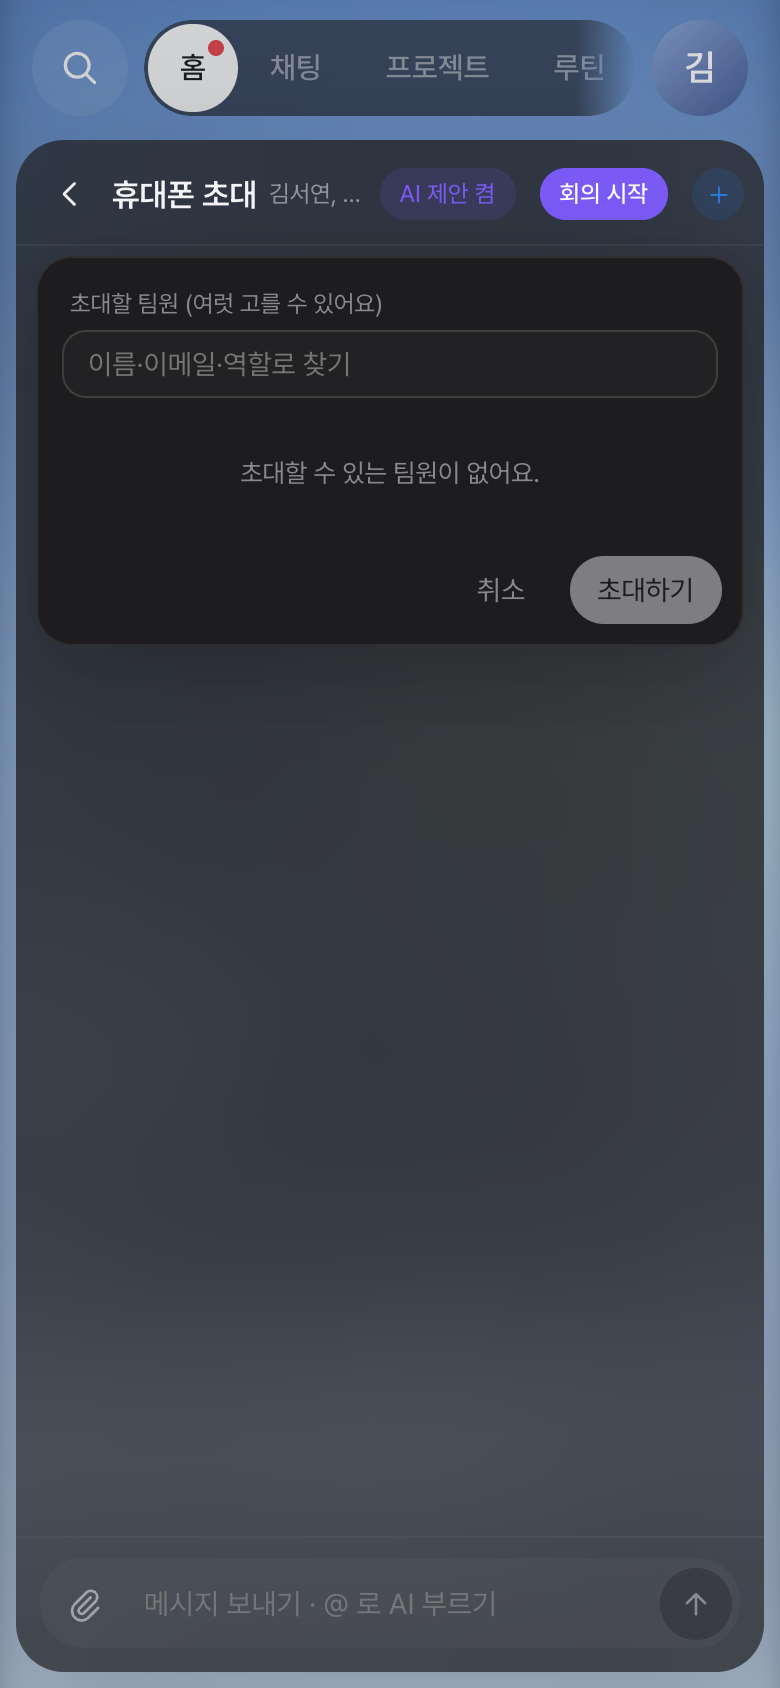 홈 채팅 프로젝트 루틴 김
휴대폰 초대 김서연, ... AI 제안 켬 회의 시작
초대할 팀원 (여럿 고를 수 있어요)
이름·이메일·역할로 찾기
초대할 수 있는 팀원이 없어요.
취소 초대하기
메시지 보내기 · @ 로 AI 부르기